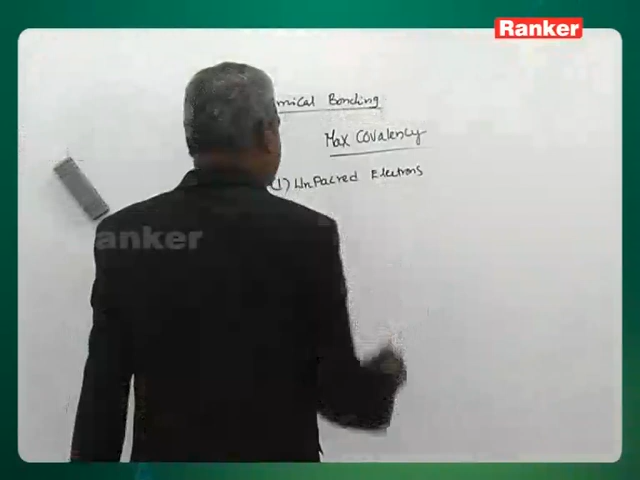 Ranker
mical Bonding
Max Covalency
(1) UnPaired Electrons
anker